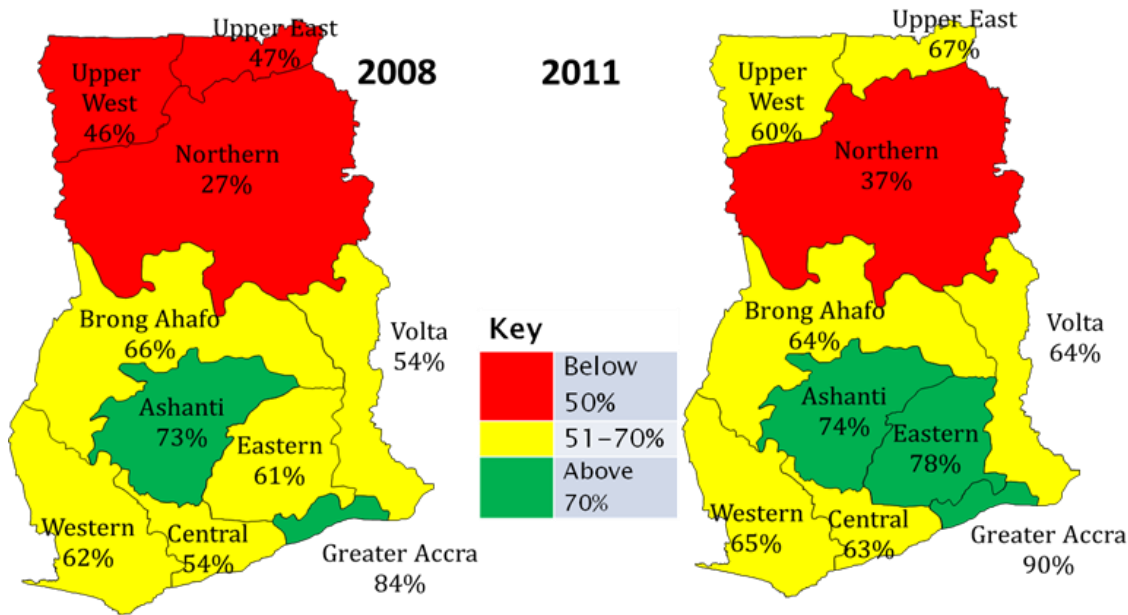 Upper East
47%
2008
Upper
West
46%
Northern
27%
Brong Ahafo
66%
Volta
54%
Ashanti
73%
Eastern
61%
Western
62%
Central
54%
Greater Accra
84%
Key
Below
50%
51–70%
Above
70%
2011
Upper East
67%
Upper
West
60%
Northern
37%
Brong Ahafo
64%
Volta
64%
Ashanti
74%
Eastern
78%
Western
65%
Central
63%
Greater Accra
90%